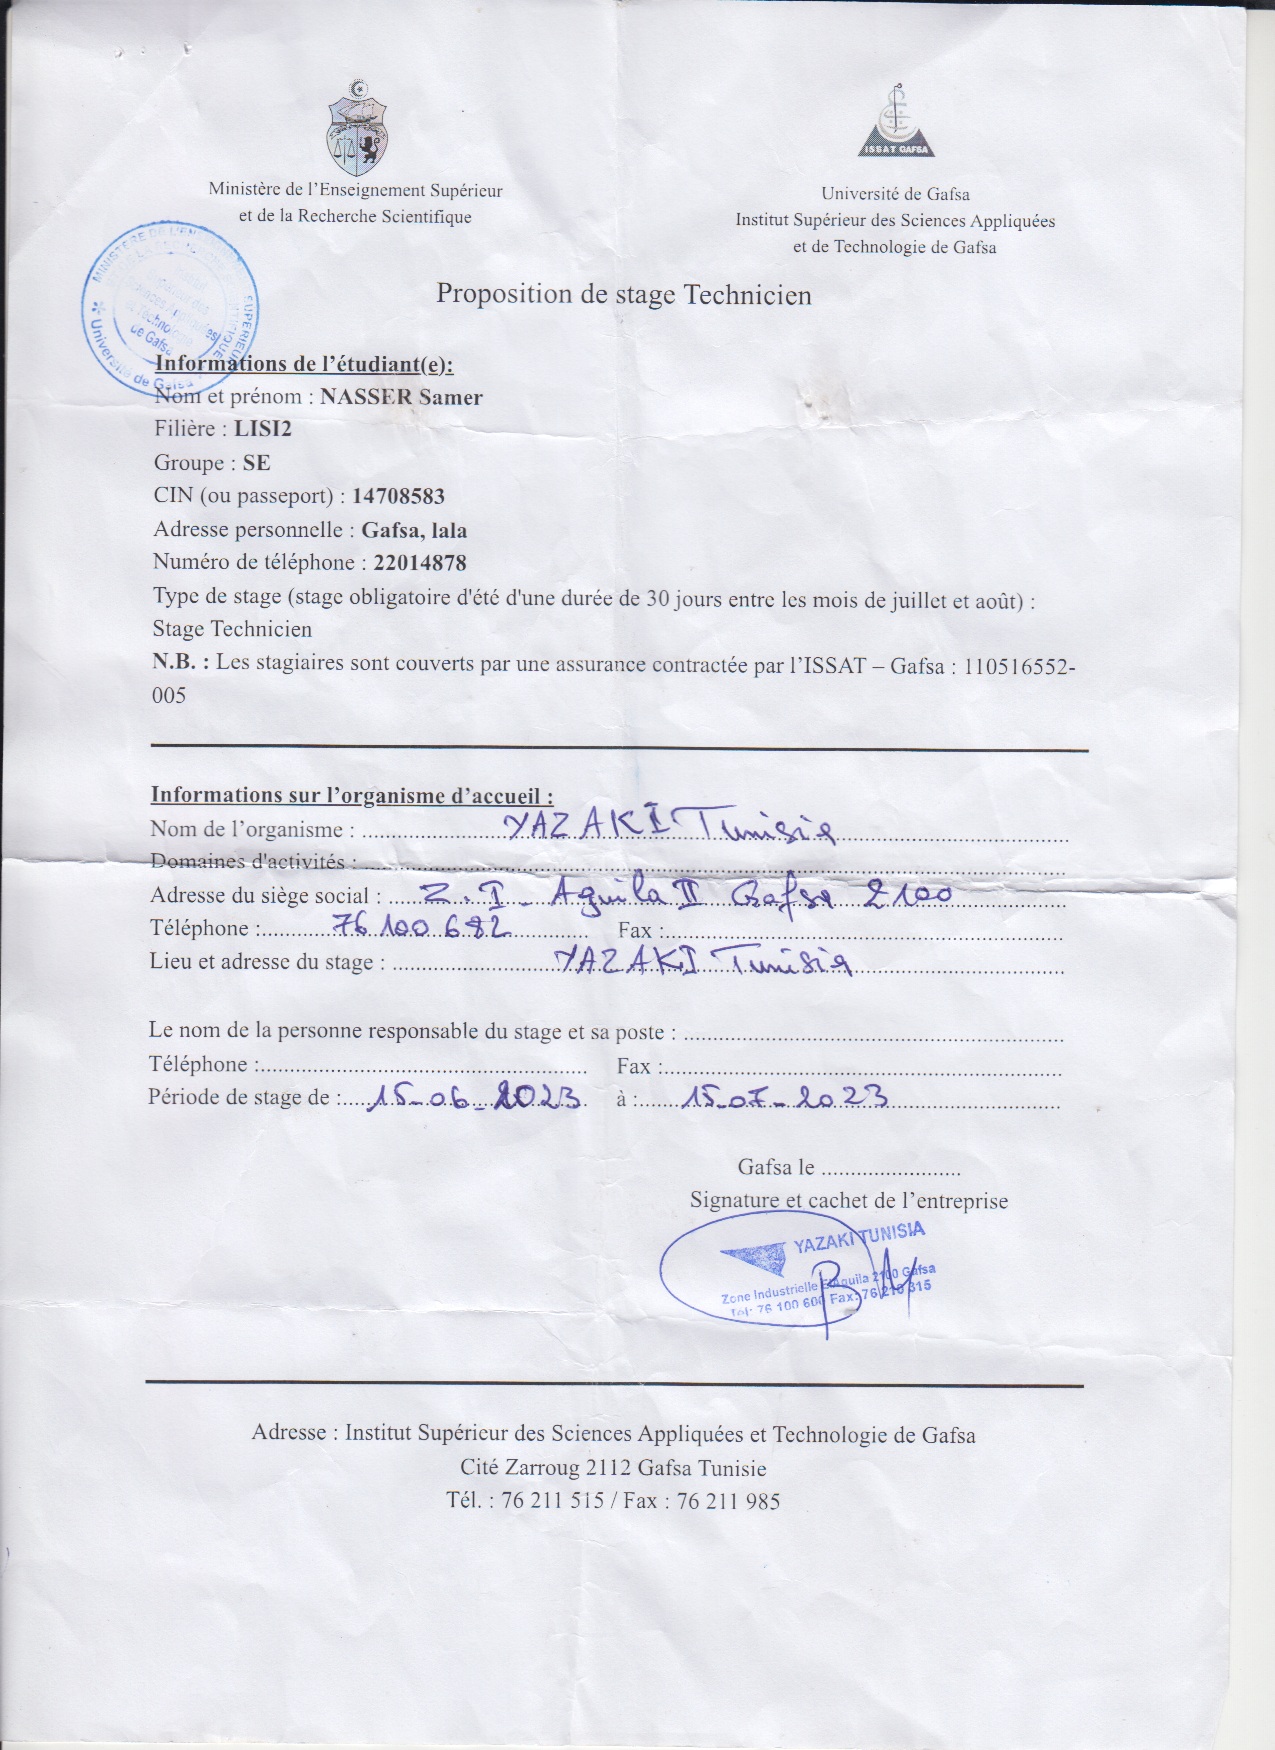 ISSAT GAFSA
Ministère de l'Enseignement Supérieur
et de la Recherche Scientifique
Université de Gafsa
Institut Supérieur des Sciences Appliquées
et de Technologie de Gafsa
Université de Gafsa
de Gafsa
Proposition de stage Technicien
Informations de l'étudiant(e):
Nom et prénom : NASSER Samer
Filière : LISI2
Groupe : SE
CIN (ou passeport) : 14708583
Adresse personnelle : Gafsa, lala
Numéro de téléphone : 22014878
Type de stage (stage obligatoire d'été d'une durée de 30 jours entre les mois de juillet et août) :
Stage Technicien
N.B. : Les stagiaires sont couverts par une assurance contractée par l'ISSAT – Gafsa : 110516552-
005
Informations sur l'organisme d'accueil :
Nom de l'organisme : YAZAKI Tunisia
Domaines d'activités :
Adresse du siège social : Z.I- Aguila II Gafsa 2100
Téléphone : 76 100 682 Fax :
Lieu et adresse du stage : YAZAKI Tunisia
Le nom de la personne responsable du stage et sa poste :
Téléphone : Fax :
Période de stage de : 15-06-2023 à : 15-07-2023
Gafsa le
Signature et cachet de l'entreprise
YAZAKI TUNISIA
Zone Industrielle 2100 Gafsa
Tel: 76 100 600 Fax: 76 210 315
Adresse : Institut Supérieur des Sciences Appliquées et Technologie de Gafsa
Cité Zarroug 2112 Gafsa Tunisie
Tél. : 76 211 515 / Fax : 76 211 985